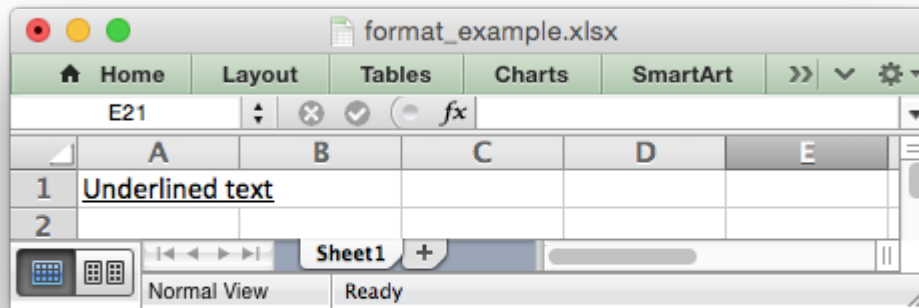 format_example.xlsx
Home Layout Tables Charts SmartArt
E21 fx
A B C D E
1 Underlined text
2
Sheet1 +
Normal View Ready